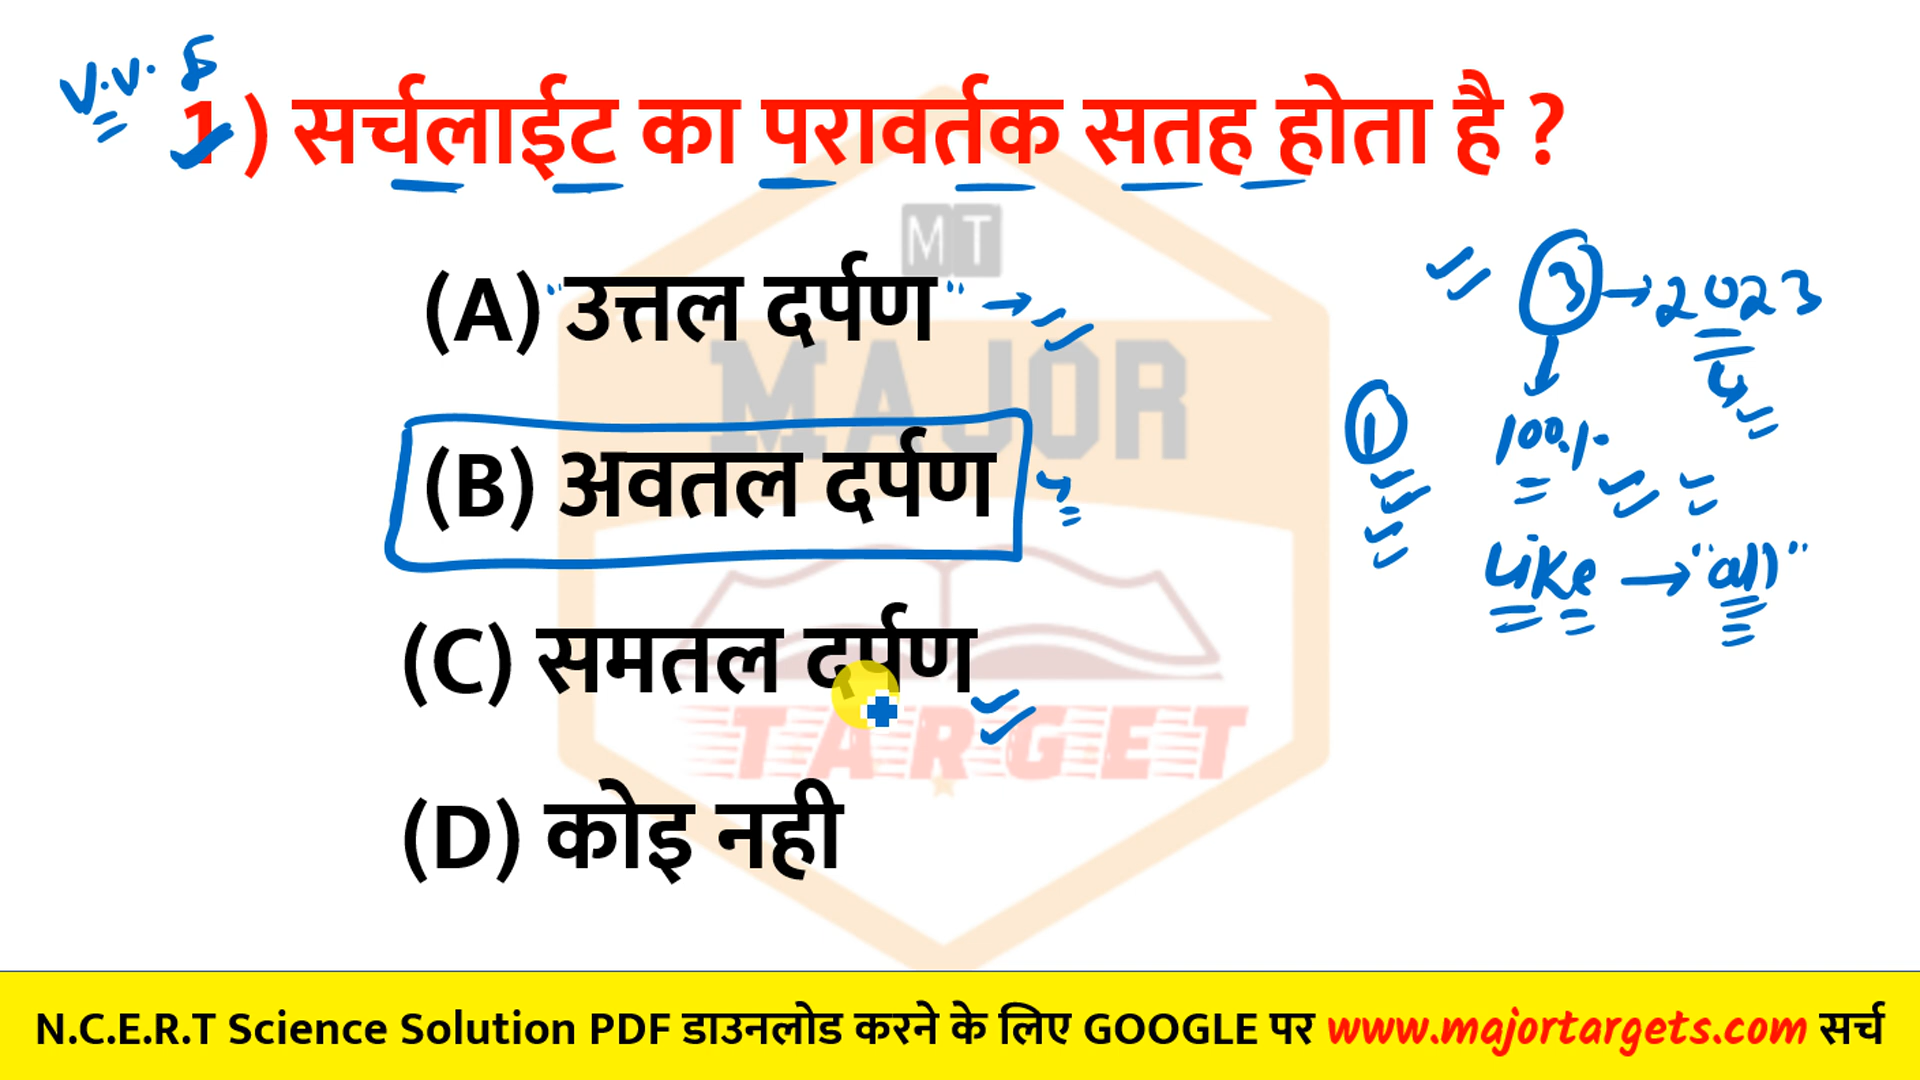 V.V. 8
1) सर्चलाईट का परावर्तक सतह होता है ?
MT
(A) "उत्तल दर्पण" →
3 → 2023
MAJOR
1
100%
(B) अवतल दर्पण
Like → "all"
(C) समतल दर्पण
TARGET
(D) कोइ नही
N.C.E.R.T Science Solution PDF डाउनलोड करने के लिए GOOGLE पर www.majortargets.com सर्च